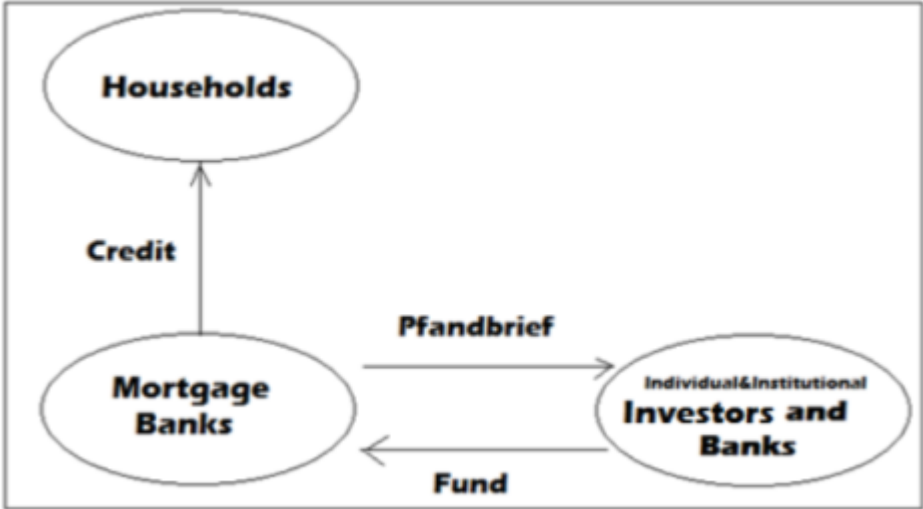 Households
Credit
Pfandbrief
Mortgage
Banks
Individual&Institutional
Investors and
Banks
Fund